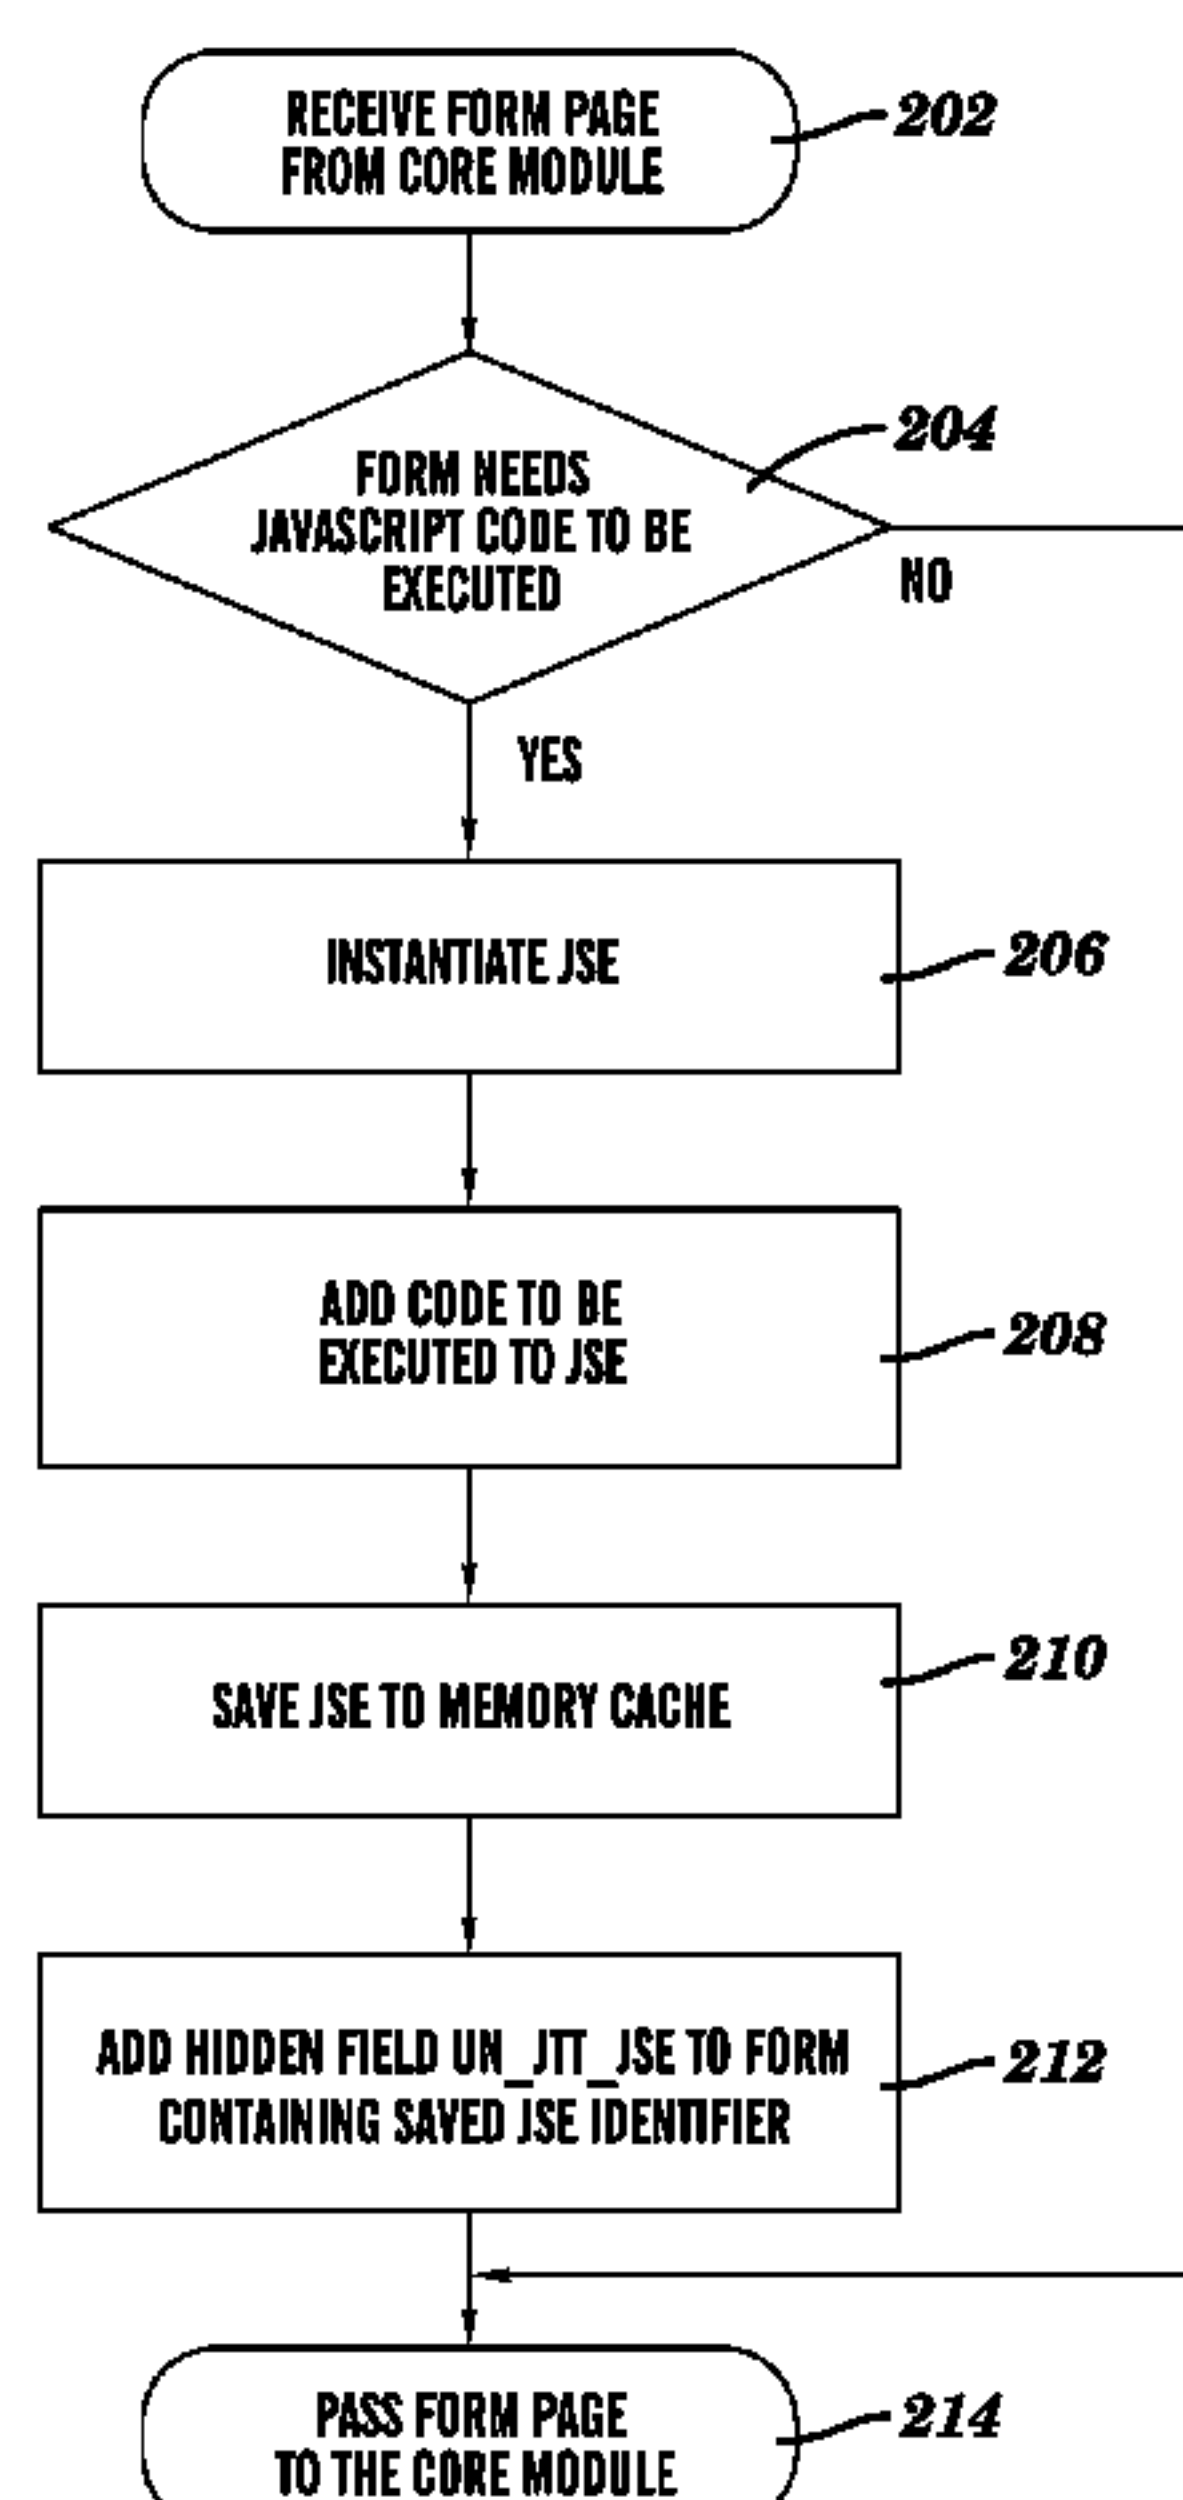 RECEIVE FORM PAGE
FROM CORE MODULE
202
FORM NEEDS
JAVASCRIPT CODE TO BE
EXECUTED
204
NO
YES
INSTANTIATE JSE
206
ADD CODE TO BE
EXECUTED TO JSE
208
SAVE JSE TO MEMORY CACHE
210
ADD HIDDEN FIELD UN_JTT_JSE TO FORM
CONTAINING SAVED JSE IDENTIFIER
212
PASS FORM PAGE
TO THE CORE MODULE
214